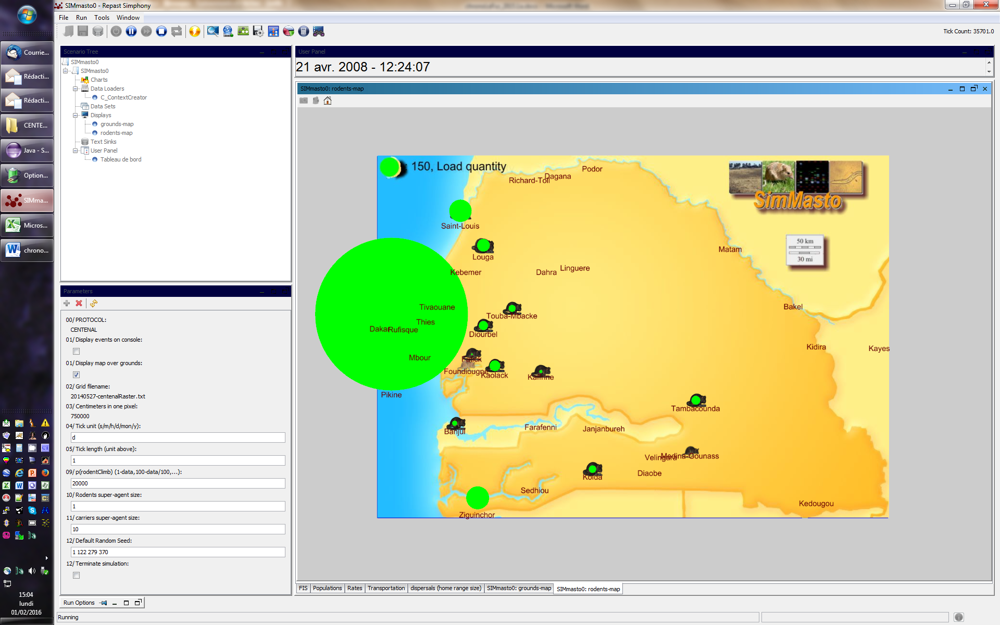 SIMmasto0 - Repast Simphony
File Run Tools Window
Tick Count: 35701.0
Courrie...
Rédacti...
Rédacti...
CENTE...
Java - S...
Option...
SIMma...
Micros...
chrono...
15:04
lundi
01/02/2016
Scenario Tree
SIMmasto0
SIMmasto0
Charts
Data Loaders
C_ContextCreator
Data Sets
Displays
grounds-map
rodents-map
Text Sinks
User Panel
Tableau de bord
Parameters
00/ PROTOCOL:
CENTENAL
01/ Display events on console:
01/ Display map over grounds:
02/ Grid filename:
20140527-centenalRaster.txt
03/ Centimeters in one pixel:
750000
04/ Tick unit (s/m/h/d/mon/y):
d
05/ Tick length (unit above):
1
09/ p(rodentClimb) (1-data,100-data/100,...):
20000
10/ Rodents super-agent size:
1
11/ carriers super-agent size:
10
12/ Default Random Seed:
1 122 279 370
12/ Terminate simulation:
Run Options
Running
User Panel
21 avr. 2008 - 12:24:07
SIMmasto0: rodents-map
150, Load quantity
SimMasto
50 km
30 mi
Podor
Dagana
Richard-Toll
Saint-Louis
Louga
Matam
Kebemer
Dahra
Linguere
Tivaouane
Bakel
Touba-Mbacke
Thies
Dakar
Rufisque
Diourbel
Kidira
Kayes
Mbour
Fatick
Foundiougne
Kaolack
Kaffrine
Pikine
Tambacounda
Banjul
Farafenni
Janjanbureh
Velingara
Medina-Gounass
Kolda
Diaobe
Sedhiou
Kedougou
Ziguinchor
FIS
Populations
Rates
Transportation
dispersals (home range size)
SIMmasto0: grounds-map
SIMmasto0: rodents-map